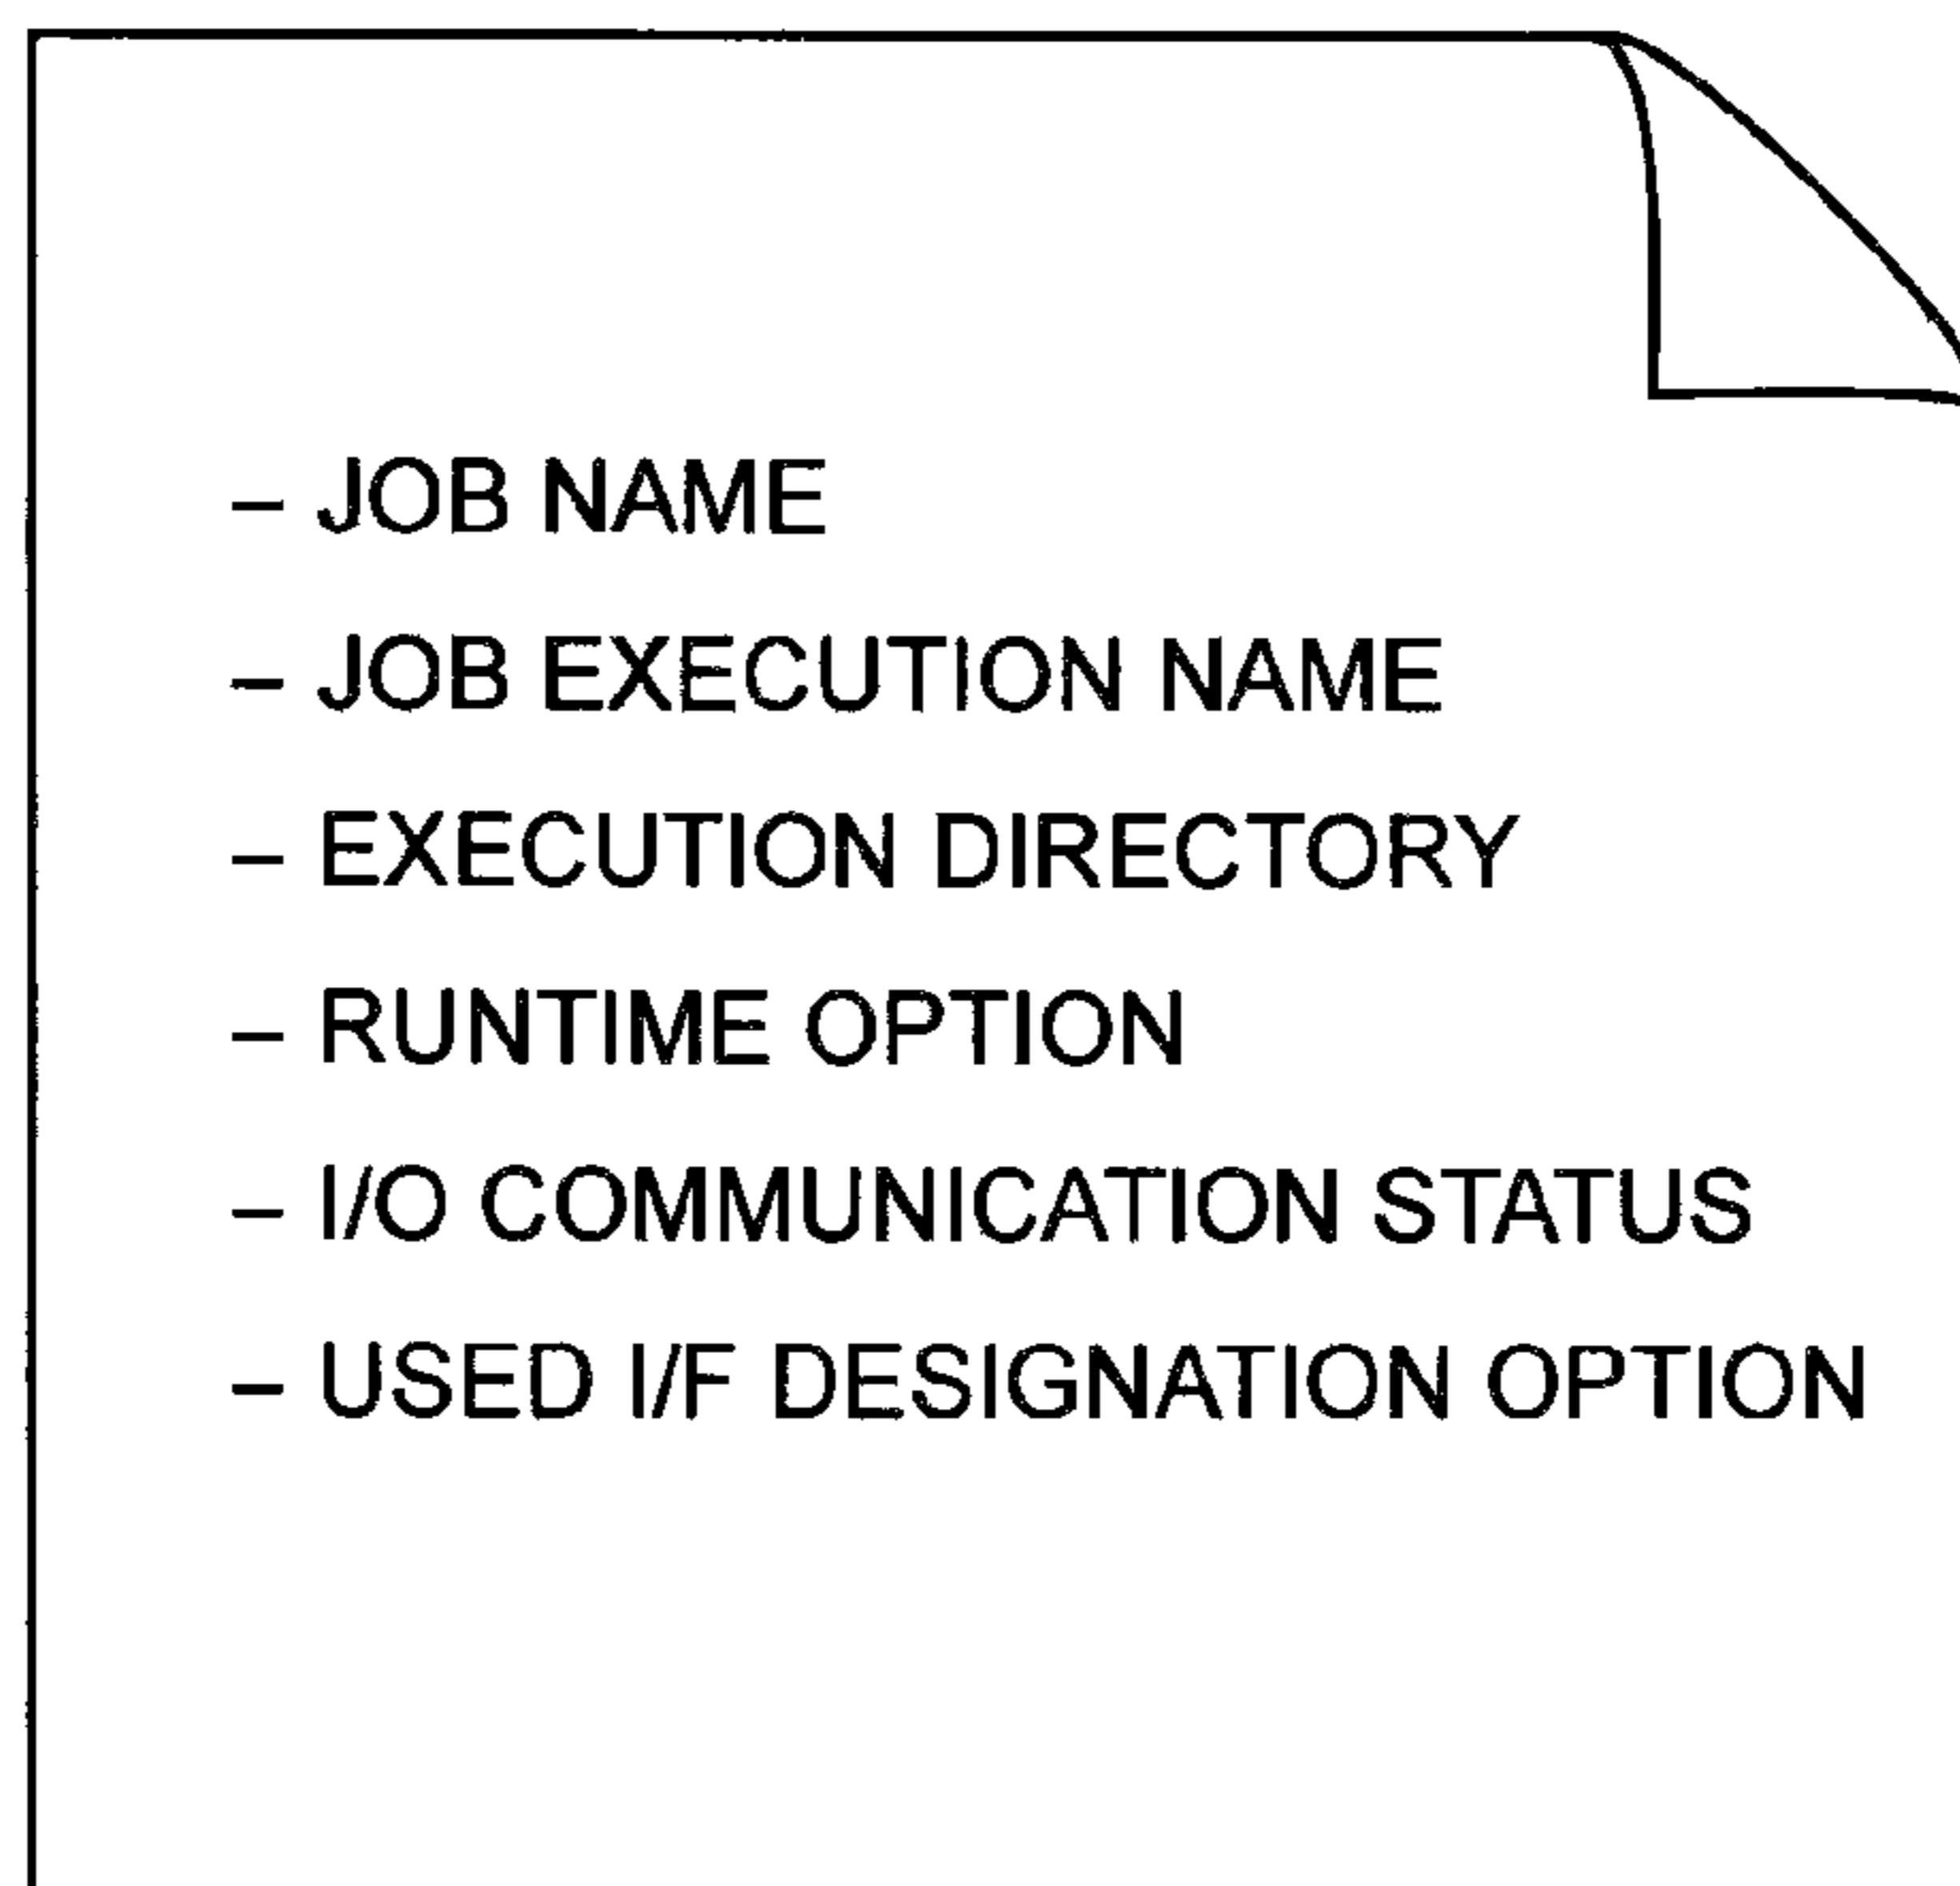 – JOB NAME
– JOB EXECUTION NAME
– EXECUTION DIRECTORY
– RUNTIME OPTION
– I/O COMMUNICATION STATUS
– USED I/F DESIGNATION OPTION